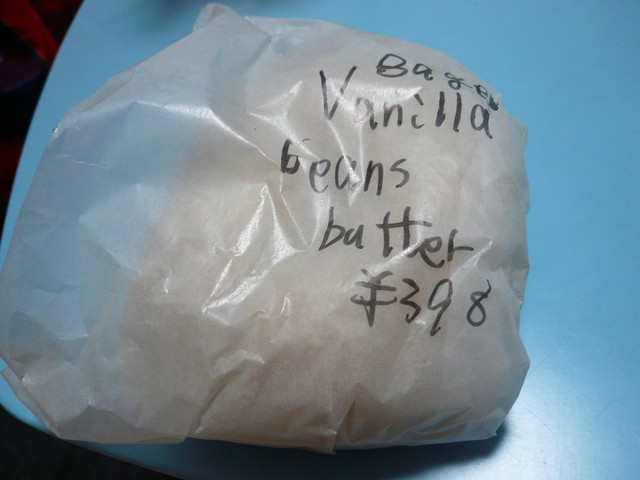 Bagel
Vanilla
beans
batter
¥398